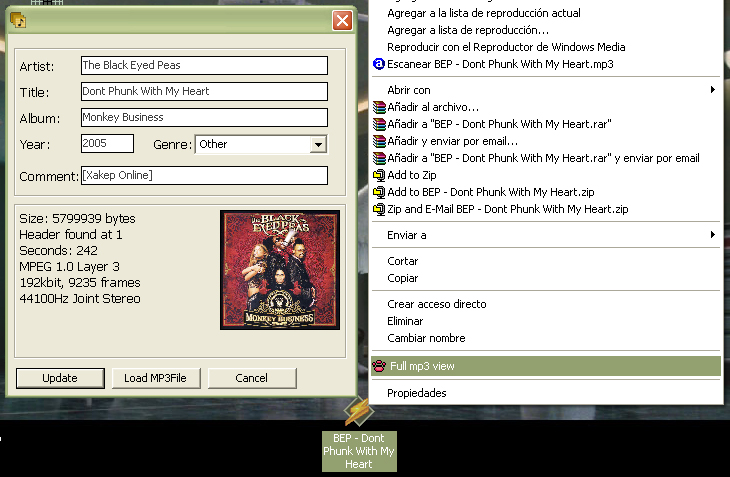 Artist: The Black Eyed Peas
Title: Dont Phunk With My Heart
Album: Monkey Business
Year: 2005 Genre: Other
Comment: [Xakep Online]
Size: 5799939 bytes
Header found at 1
Seconds: 242
MPEG 1.0 Layer 3
192kbit, 9235 frames
44100Hz Joint Stereo
THE BLACK
EYED PEAS
MONKEY BUSINESS
Update Load MP3File Cancel
Agregar a la lista de reproducción actual
Agregar a lista de reproducción...
Reproducir con el Reproductor de Windows Media
Escanear BEP - Dont Phunk With My Heart.mp3
Abrir con
Añadir al archivo...
Añadir a "BEP - Dont Phunk With My Heart.rar"
Añadir y enviar por email...
Añadir a "BEP - Dont Phunk With My Heart.rar" y enviar por email
Add to Zip
Add to BEP - Dont Phunk With My Heart.zip
Zip and E-Mail BEP - Dont Phunk With My Heart.zip
Enviar a
Cortar
Copiar
Crear acceso directo
Eliminar
Cambiar nombre
Full mp3 view
Propiedades
BEP - Dont
Phunk With My
Heart